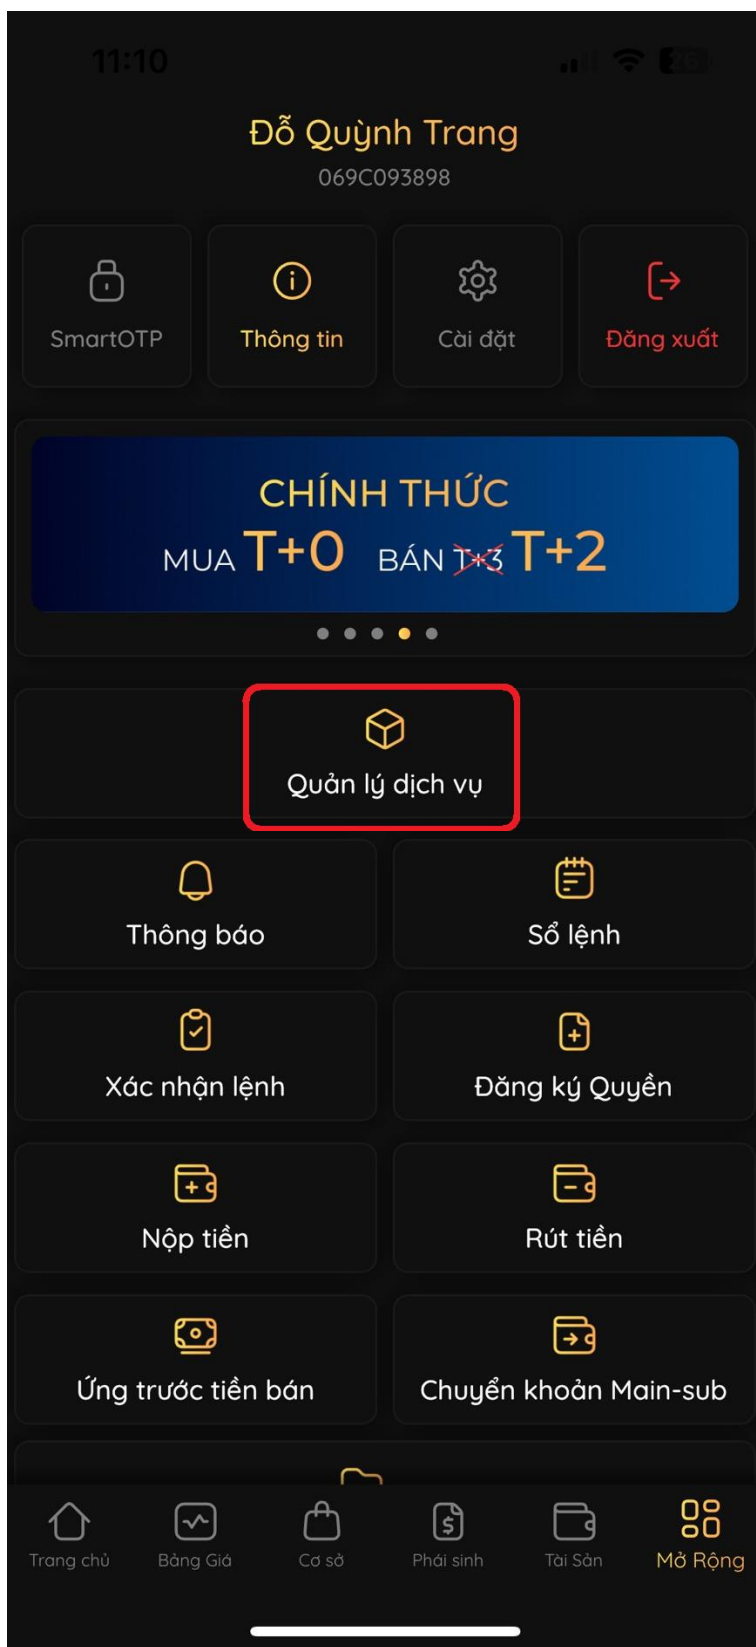 11:10
Đỗ Quỳnh Trang
069C093898
SmartOTP
Thông tin
Cài đặt
Đăng xuất
CHÍNH THỨC
MUA T+0 BÁN T+3 T+2
Quản lý dịch vụ
Thông báo
Sổ lệnh
Xác nhận lệnh
Đăng ký Quyền
Nộp tiền
Rút tiền
Ứng trước tiền bán
Chuyển khoản Main-sub
Trang chủ
Bảng Giá
Cơ sở
Phái sinh
Tài Sản
Mở Rộng